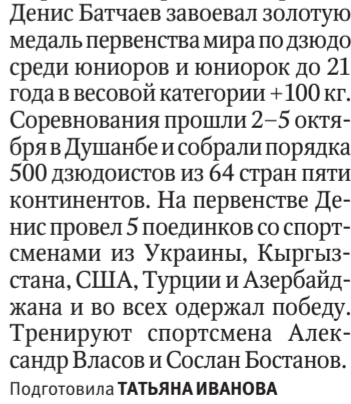 Денис Батчаев завоевал золотую
медаль первенства мира по дзюдо
среди юниоров и юниорок до 21
года в весовой категории +100 кг.
Соревнования прошли 2–5 октя-
бря в Душанбе и собрали порядка
500 дзюдоистов из 64 стран пяти
континентов. На первенстве Де-
нис провел 5 поединков со спорт-
сменами из Украины, Кыргыз-
стана, США, Турции и Азербайд-
жана и во всех одержал победу.
Тренируют спортсмена Алек-
сандр Власов и Сослан Бостанов.
Подготовила ТАТЬЯНА ИВАНОВА